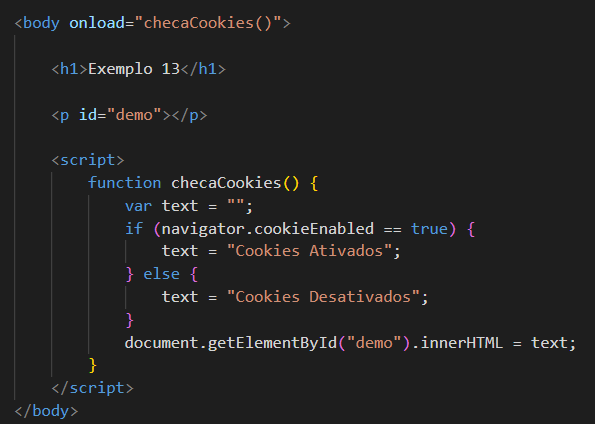 <body onload="checaCookies()">
<h1>Exemplo 13</h1>
<p id="demo"></p>
<script>
function checaCookies() {
var text = "";
if (navigator.cookieEnabled == true) {
text = "Cookies Ativados";
} else {
text = "Cookies Desativados";
}
document.getElementById("demo").innerHTML = text;
}
</script>
</body>